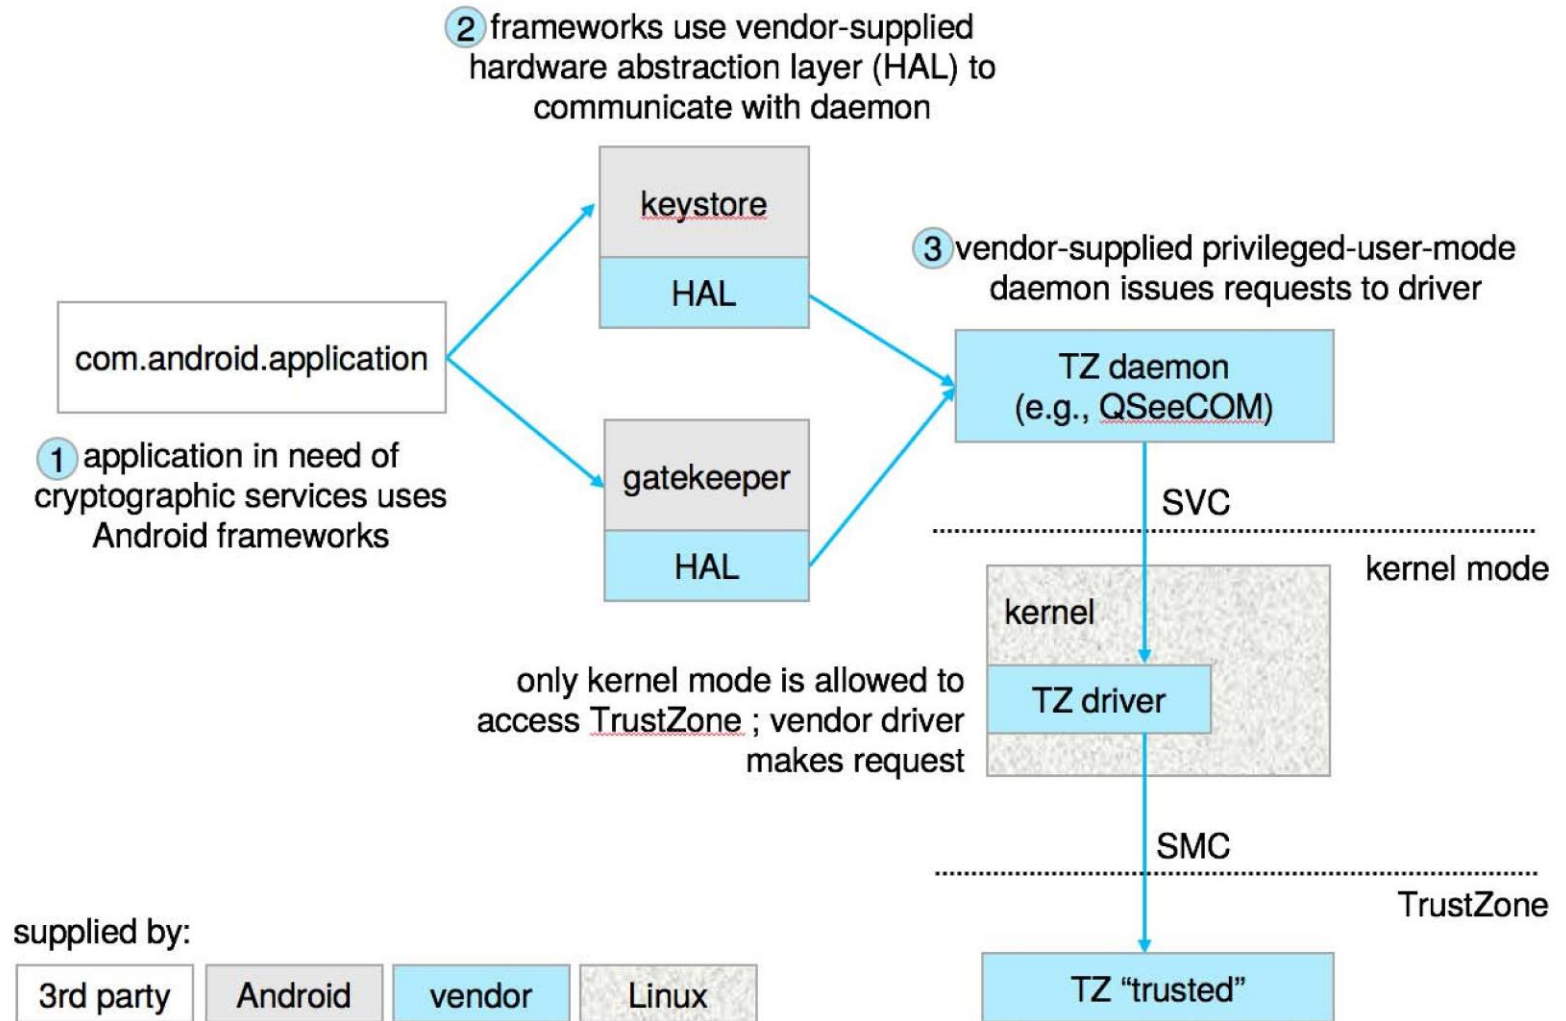 2 frameworks use vendor-supplied
hardware abstraction layer (HAL) to
communicate with daemon
keystore
HAL
3 vendor-supplied privileged-user-mode
daemon issues requests to driver
com.android.application
TZ daemon
(e.g., QSeeCOM)
1 application in need of
cryptographic services uses
Android frameworks
gatekeeper
HAL
SVC
kernel mode
kernel
only kernel mode is allowed to
access TrustZone ; vendor driver
makes request
TZ driver
SMC
TrustZone
supplied by:
3rd party
Android
vendor
Linux
TZ “trusted”